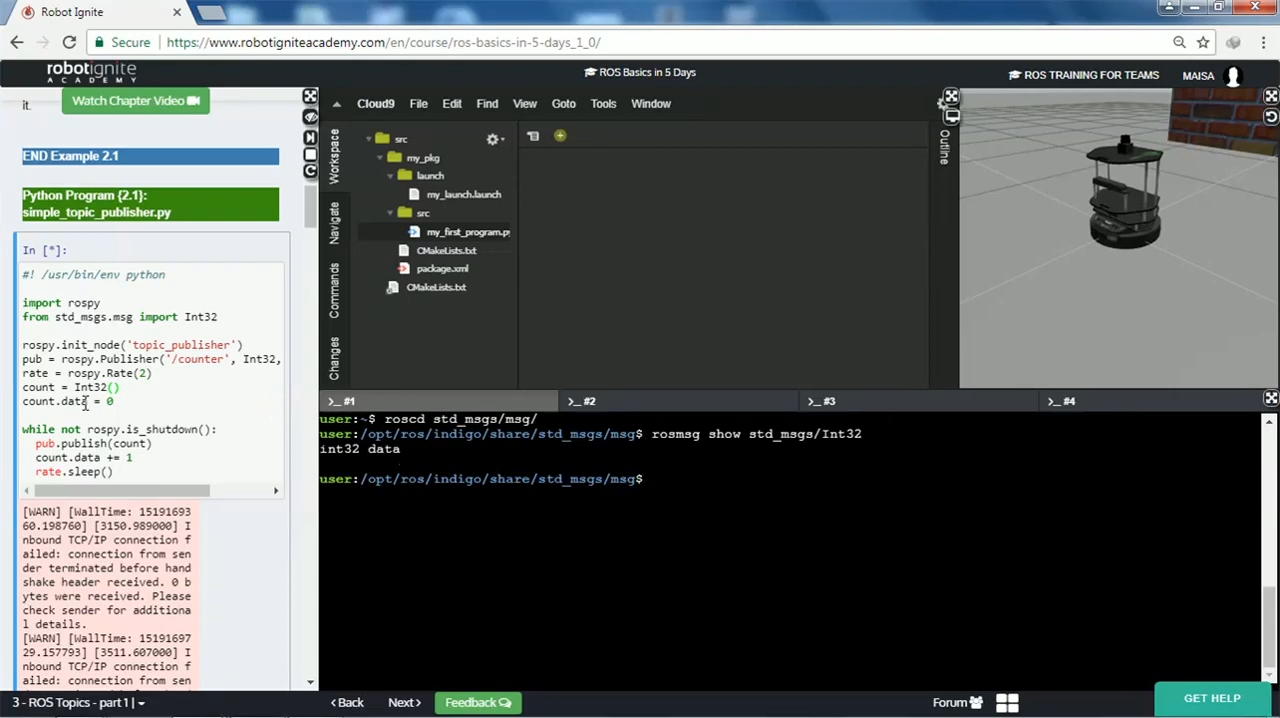 Robot Ignite
Secure
https://www.robotigniteacademy.com/en/course/ros-basics-in-5-days_1_0/
robotignite
ACADEMY
ROS Basics in 5 Days
ROS TRAINING FOR TEAMS
MAISA
it.
Watch Chapter Video
Cloud9 File Edit Find View Goto Tools Window
Workspace
Navigate
Commands
Changes
Outline
src
my_pkg
launch
my_launch.launch
src
my_first_program.py
CMakeLists.txt
package.xml
CMakeLists.txt
END Example 2.1
Python Program {2.1}:
simple_topic_publisher.py
In [*]:
#! /usr/bin/env python
import rospy
from std_msgs.msg import Int32
rospy.init_node('topic_publisher')
pub = rospy.Publisher('/counter', Int32,
rate = rospy.Rate(2)
count = Int32()
count.data = 0
while not rospy.is_shutdown():
pub.publish(count)
count.data += 1
rate.sleep()
[WARN] [WallTime: 15191693
60.198760] [3150.989000] I
nbound TCP/IP connection f
ailed: connection from sen
der terminated before hand
shake header received. 0 b
ytes were received. Please
check sender for additiona
l details.
[WARN] [WallTime: 15191697
29.157793] [3511.607000] I
nbound TCP/IP connection f
ailed: connection from sen
>_ #1
>_ #2
>_ #3
>_ #4
user:~$ roscd std_msgs/msg/
user:/opt/ros/indigo/share/std_msgs/msg$ rosmsg show std_msgs/Int32
int32 data
user:/opt/ros/indigo/share/std_msgs/msg$
3 - ROS Topics - part 1 |
Back
Next
Feedback
Forum
GET HELP